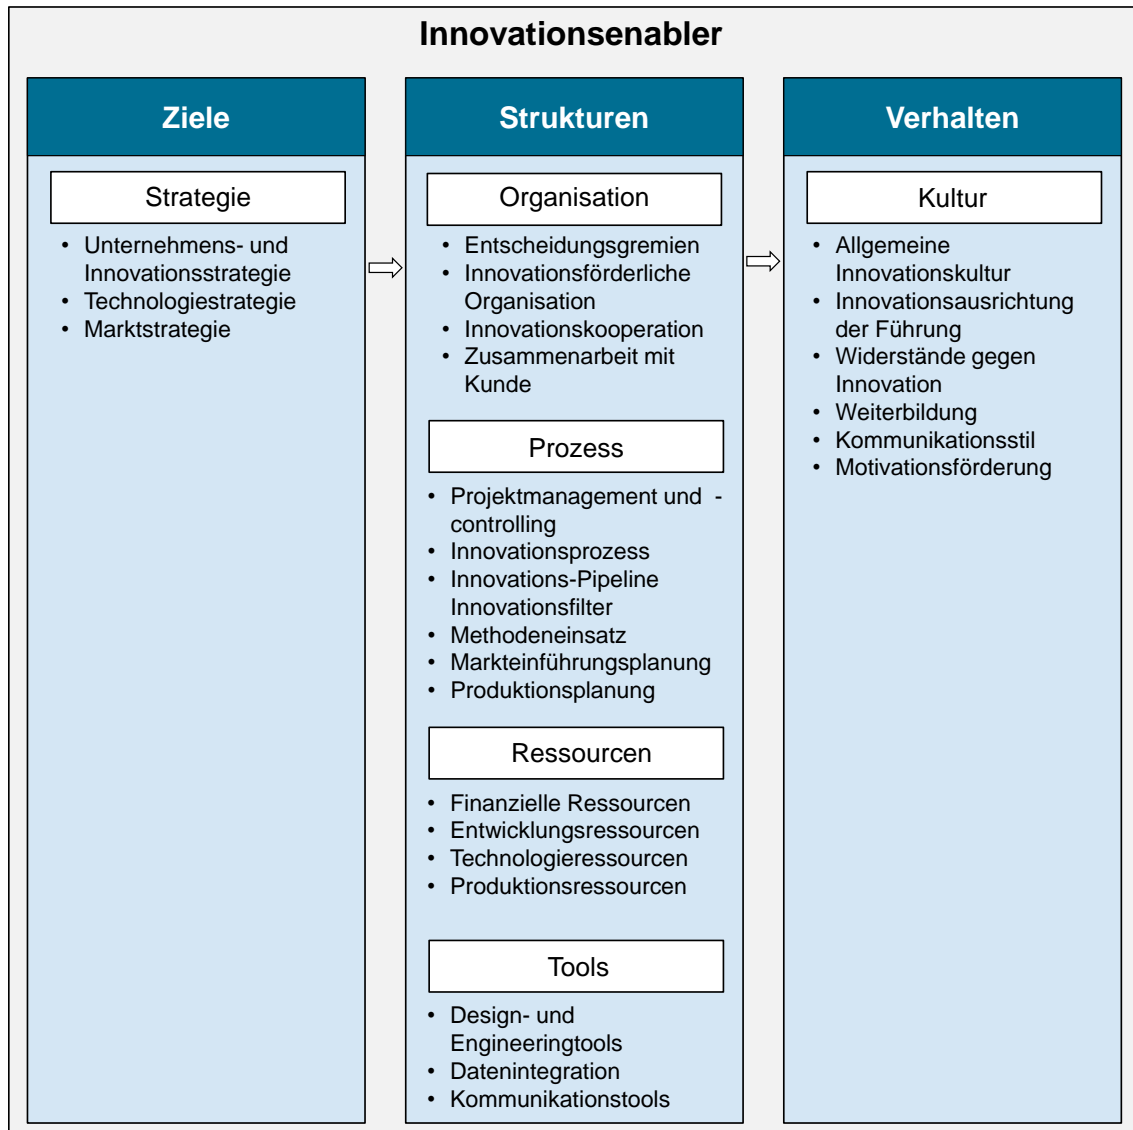 Innovationsenabler
Ziele
Strategie
• Unternehmens- und
Innovationsstrategie
• Technologiestrategie
• Marktstrategie
Strukturen
Organisation
• Entscheidungsgremien
• Innovationsförderliche
Organisation
• Innovationskooperation
• Zusammenarbeit mit
Kunde
Prozess
• Projektmanagement und -
controlling
• Innovationsprozess
• Innovations-Pipeline
Innovationsfilter
• Methodeneinsatz
• Markteinführungsplanung
• Produktionsplanung
Ressourcen
• Finanzielle Ressourcen
• Entwicklungsressourcen
• Technologieressourcen
• Produktionsressourcen
Tools
• Design- und
Engineeringtools
• Datenintegration
• Kommunikationstools
Verhalten
Kultur
• Allgemeine
Innovationskultur
• Innovationsausrichtung
der Führung
• Widerstände gegen
Innovation
• Weiterbildung
• Kommunikationsstil
• Motivationsförderung